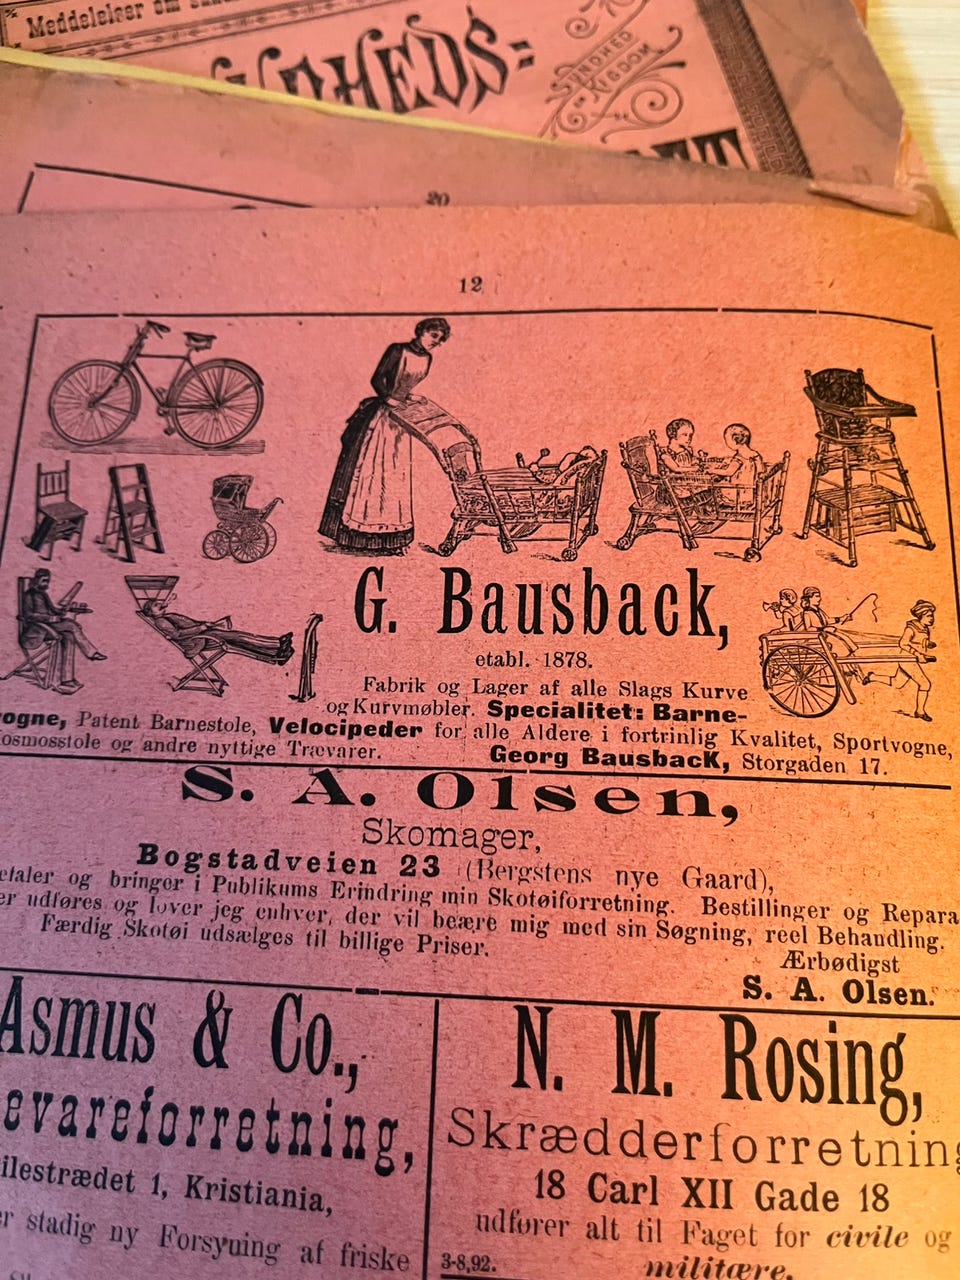 Meddelelser om
DHEDS-
SUNDHED
ER
RIGDOM
20
12
G. Bausback,
etabl. 1878.
Fabrik og Lager af alle Slags Kurve
og Kurvmøbler. Specialitet: Barne-
vogne, Patent Barnestole, Velocipeder for alle Aldere i fortrinlig Kvalitet, Sportvogne,
osmosstole og andre nyttige Trævarer. Georg Bausback, Storgaden 17.
S. A. Olsen,
Skomager,
Bogstadveien 23 (Bergstens nye Gaard),
etaler og bringer i Publikums Erindring min Skotøiforretning. Bestillinger og Repara
er udføres og lover jeg enhver, der vil beære mig med sin Søgning, reel Behandling.
Færdig Skotøi udsælges til billige Priser.
Ærbødigst
S. A. Olsen.
Asmus & Co.,
evareforretning,
ilestrædet 1, Kristiania,
r stadig ny Forsyning af friske
N. M. Rosing,
Skrædderforretning
18 Carl XII Gade 18
udfører alt til Faget for civile og
3-8,92. militære.